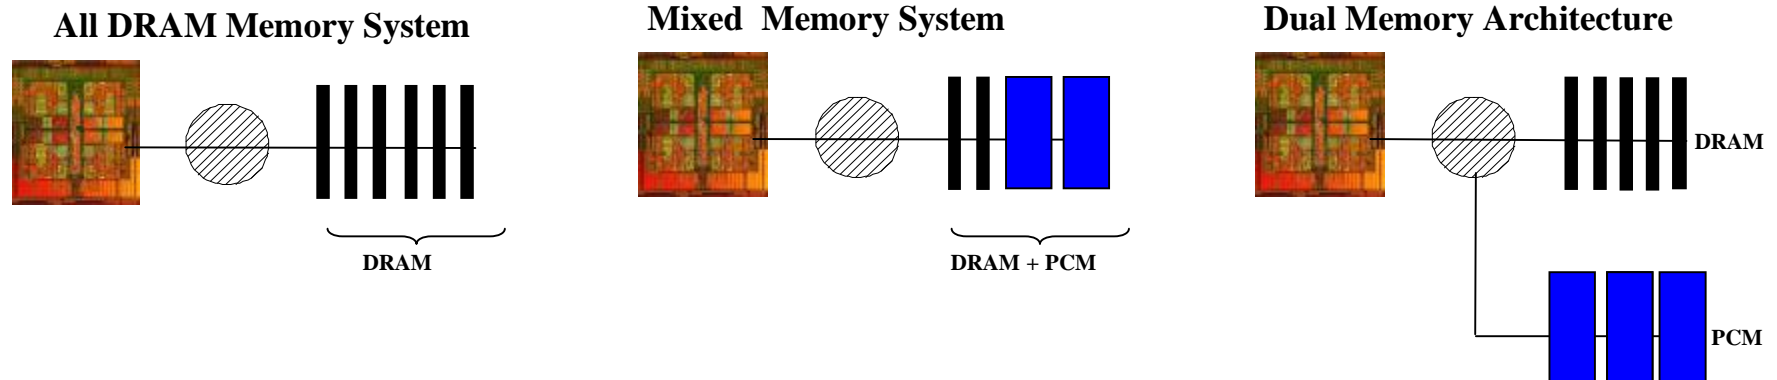 All DRAM Memory System
DRAM
Mixed Memory System
DRAM + PCM
Dual Memory Architecture
DRAM
PCM